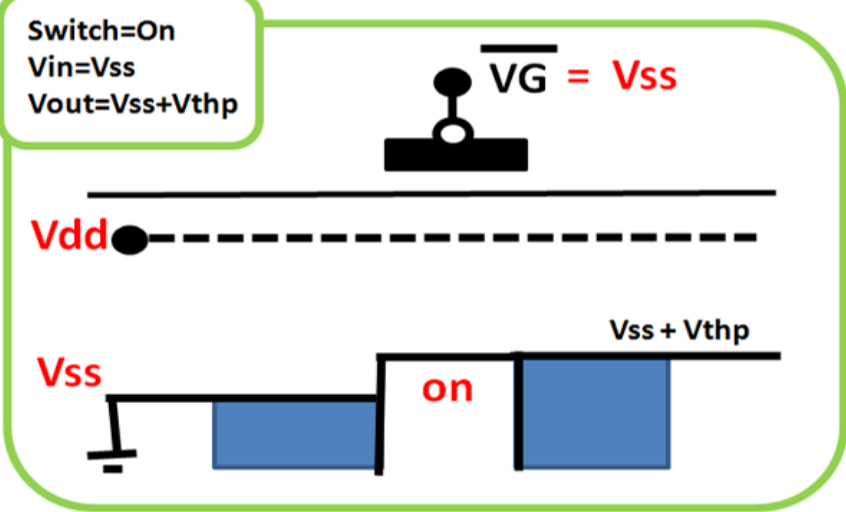 Switch=On
Vin=Vss
Vout=Vss+Vthp
VG = Vss
Vdd
Vss + Vthp
Vss
on